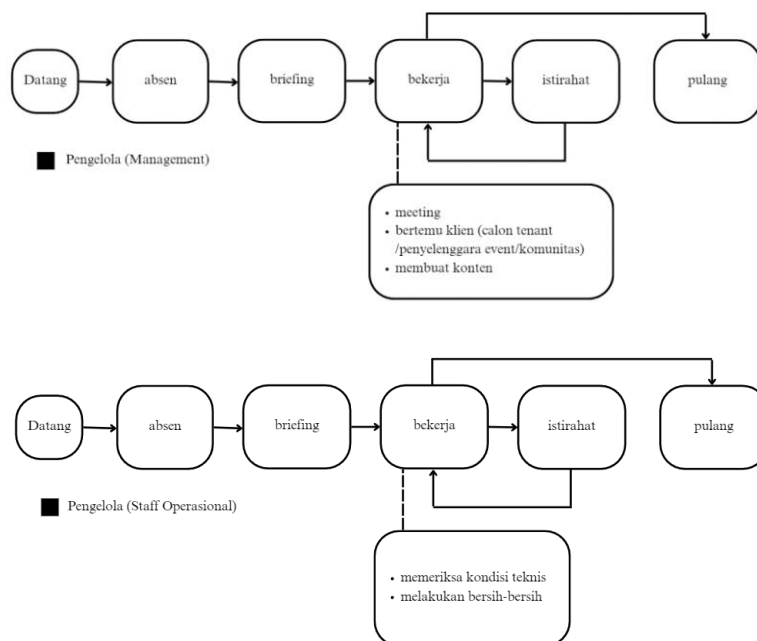 Datang
absen
briefing
bekerja
istirahat
pulang
Pengelola (Management)
• meeting
• bertemu klien (calon tenant
/penyelenggara event/komunitas)
• membuat konten
Datang
absen
briefing
bekerja
istirahat
pulang
Pengelola (Staff Operasional)
• memeriksa kondisi teknis
• melakukan bersih-bersih